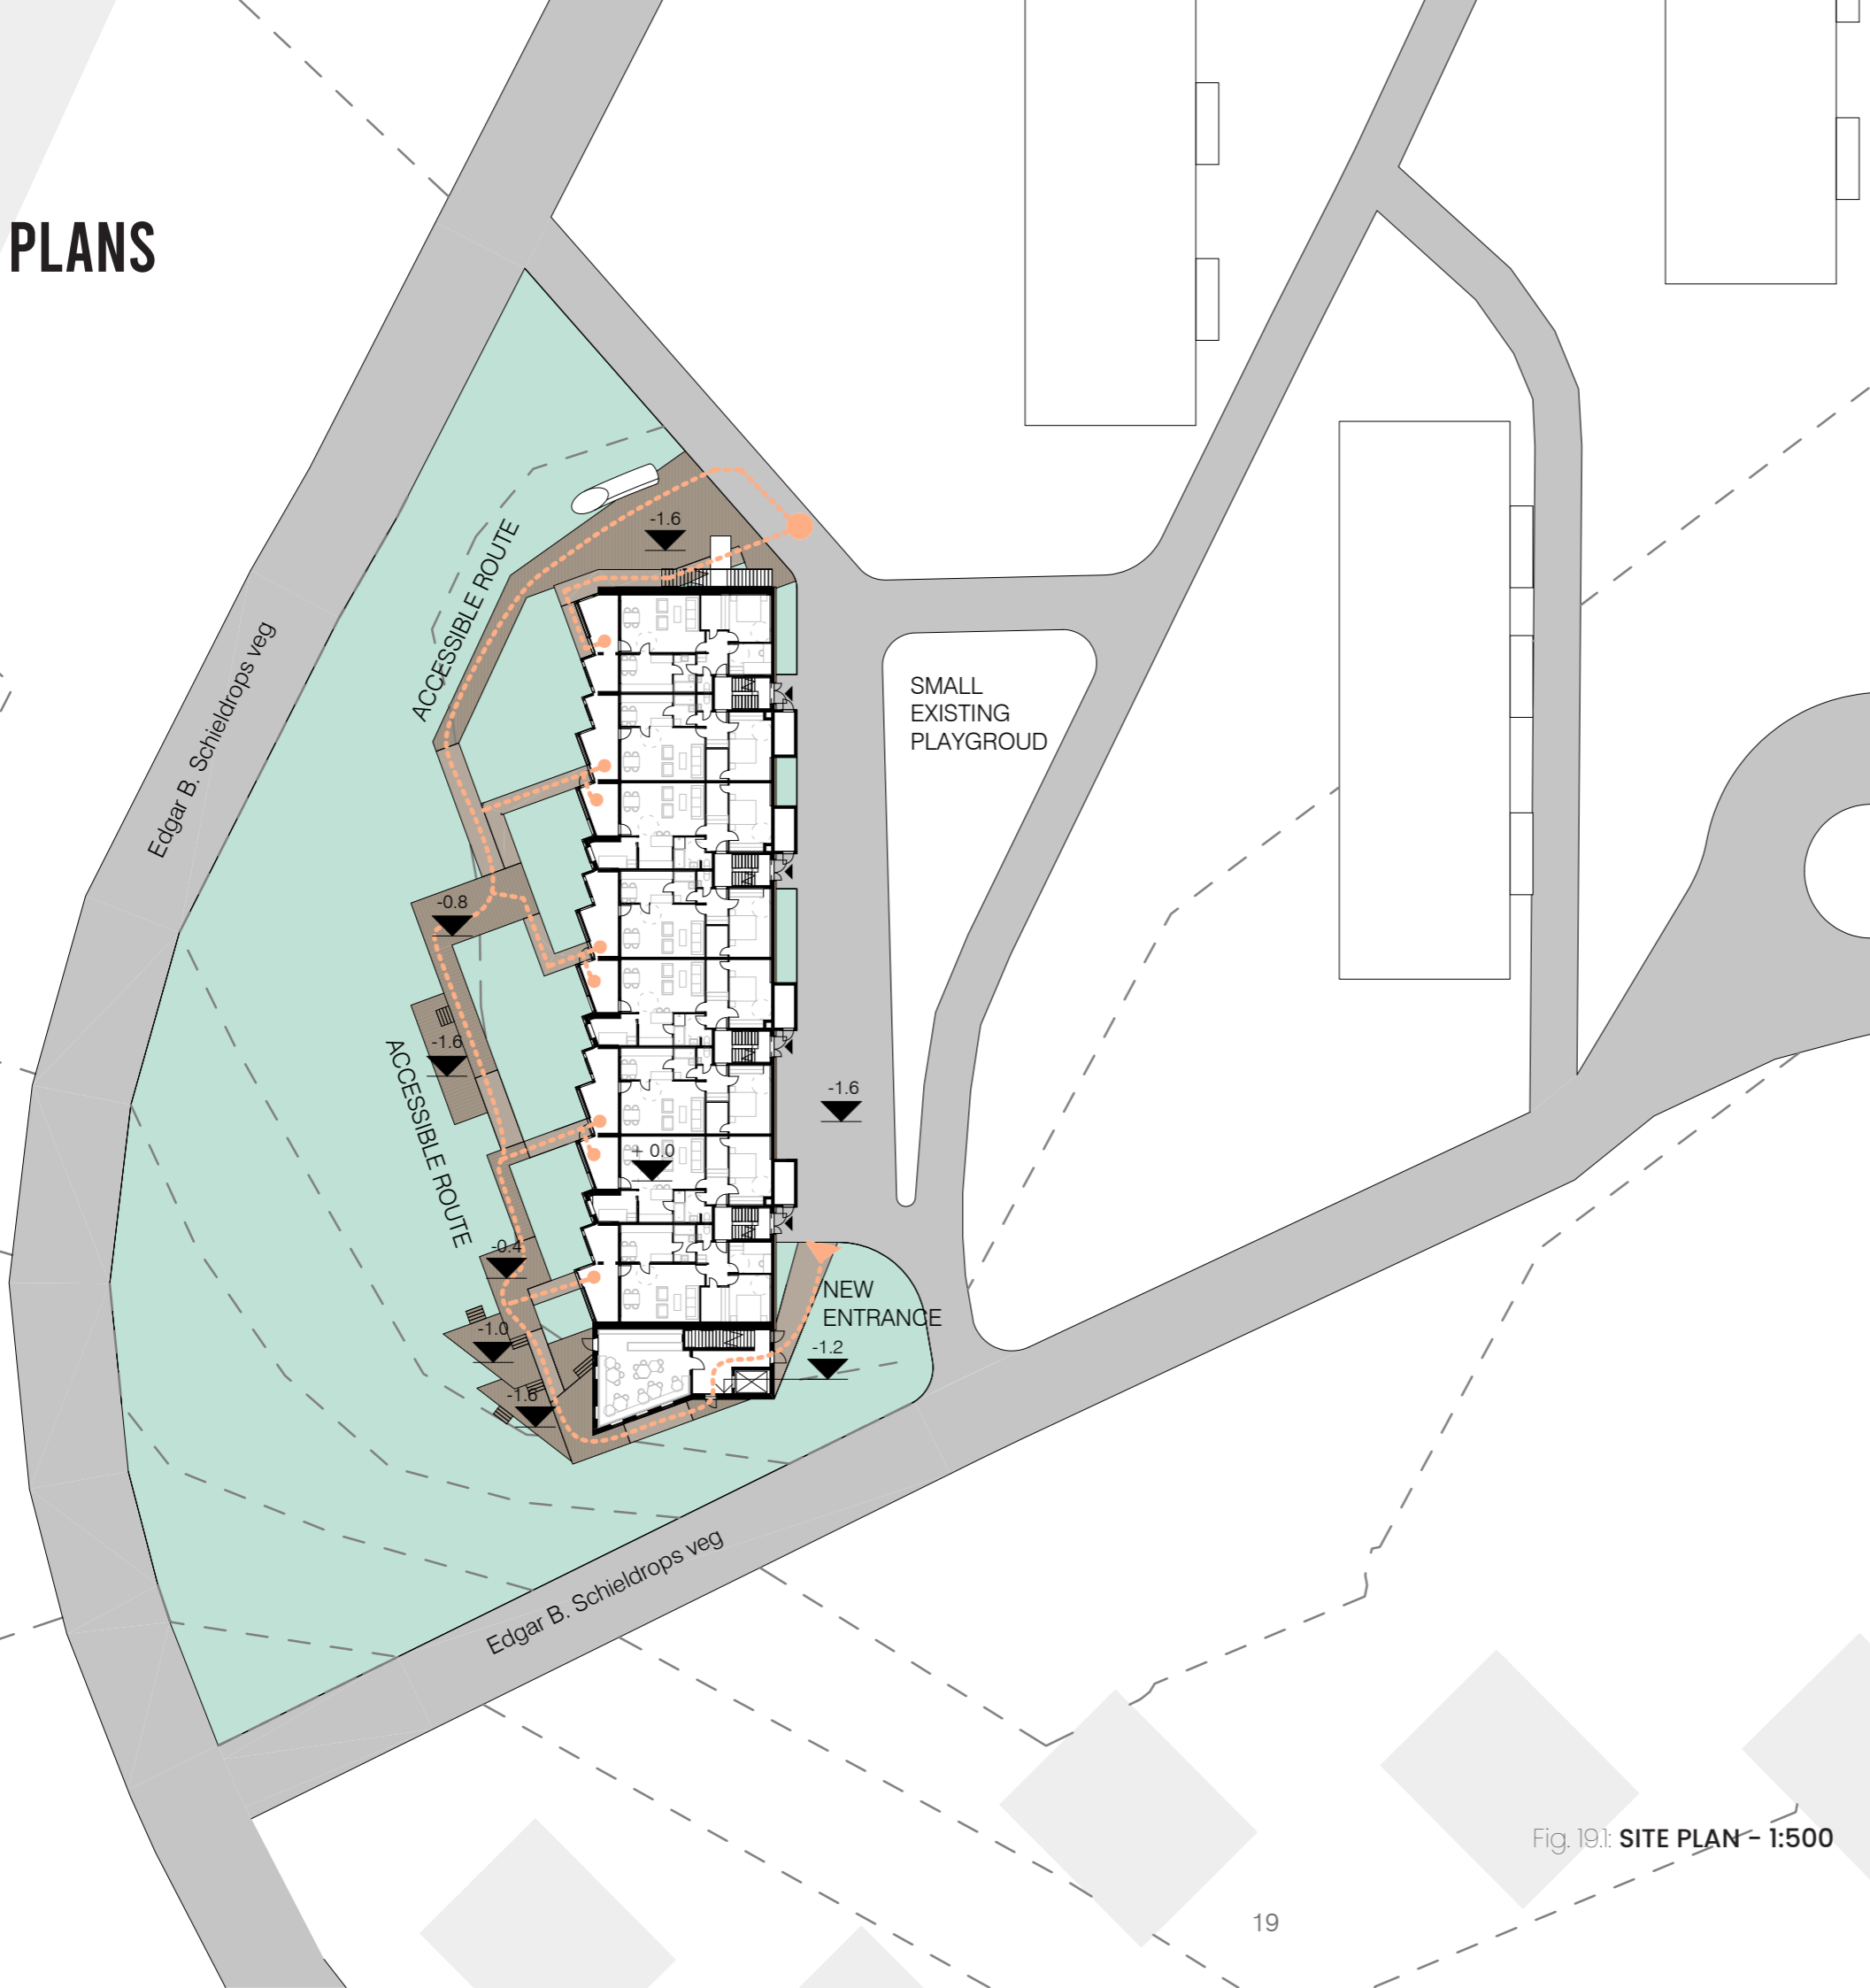 PLANS
-1.6
ACCESSIBLE ROUTE
Edgar B. Schieldrops veg
SMALL
EXISTING
PLAYGROUD
-0.8
-1.6
ACCESSIBLE ROUTE
-1.6
+ 0.0
-0.4
NEW
ENTRANCE
-1.0
-1.2
-1.6
Edgar B. Schieldrops veg
Fig. 19.1: SITE PLAN - 1:500
19